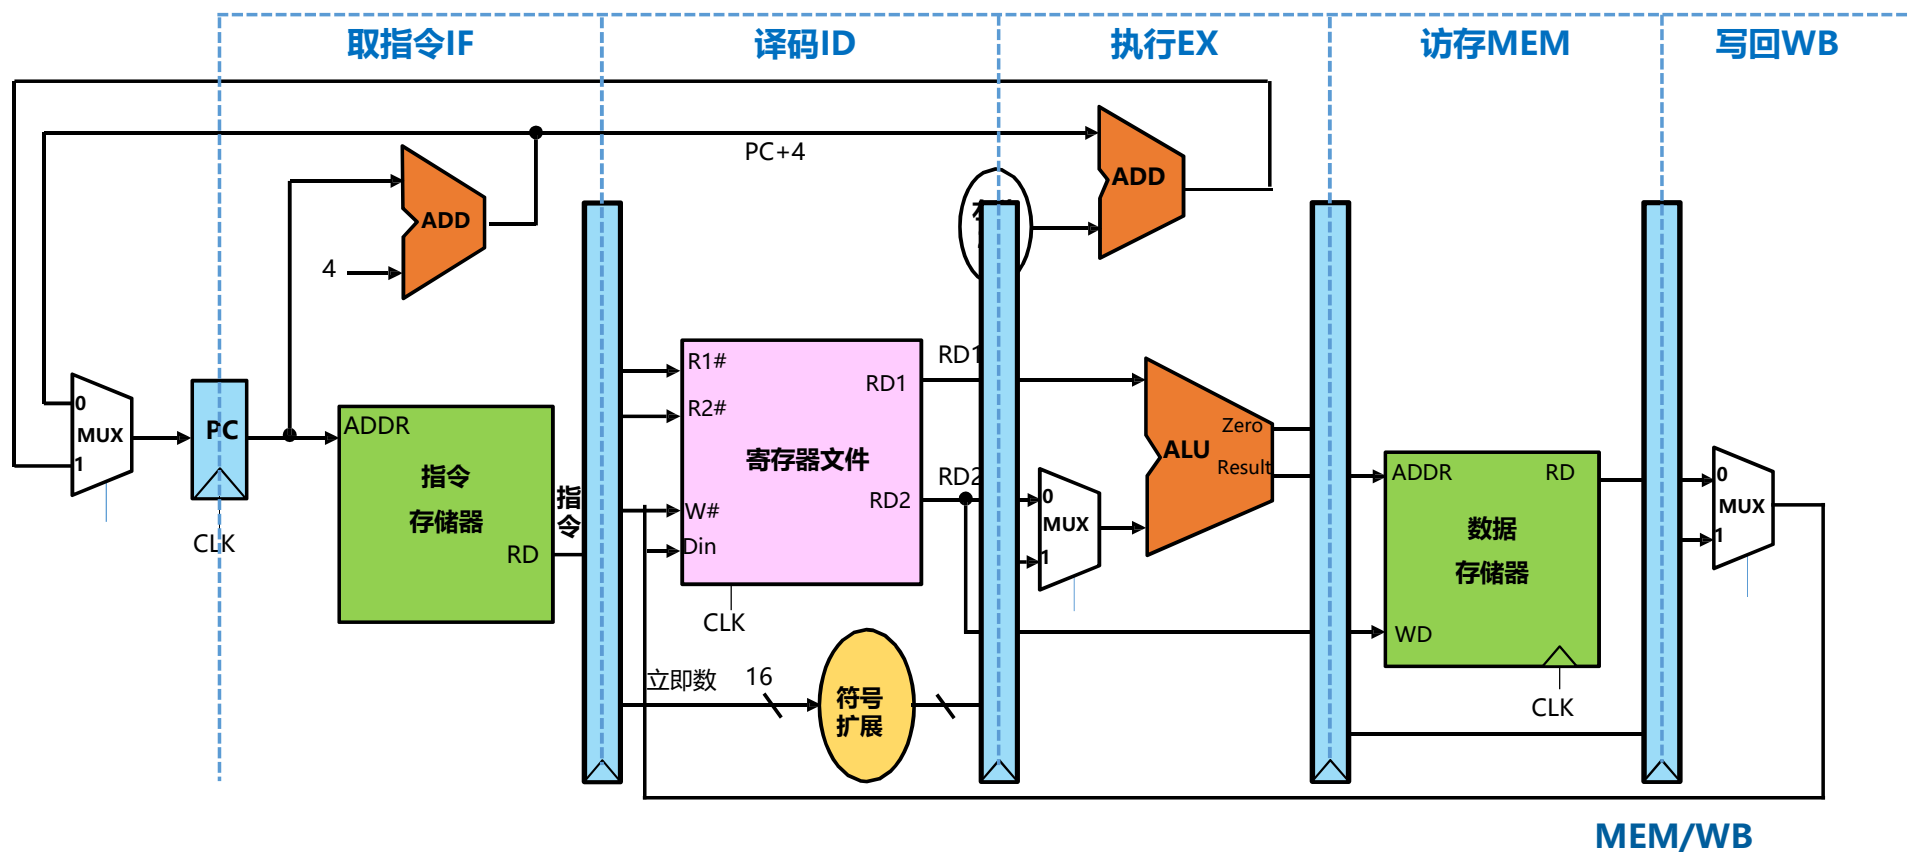 取指令IF
译码ID
执行EX
访存MEM
写回WB
PC+4
ADD
ADD
4
RD1
R1#
RD1
R2#
0
MUX
1
PC
CLK
ADDR
指令
存储器
RD
指
令
寄存器文件
RD2
RD2
W#
Din
CLK
Zero
ALU
Result
0
MUX
1
ADDR
RD
数据
存储器
WD
CLK
0
MUX
1
立即数
16
符号
扩展
MEM/WB